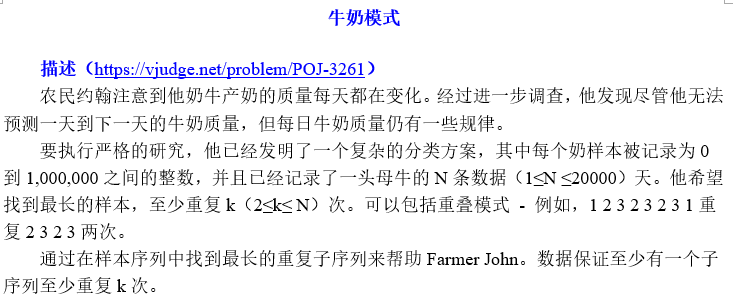 牛奶模式
描述（https://vjudge.net/problem/POJ-3261）
农民约翰注意到他奶牛产奶的质量每天都在变化。经过进一步调查，他发现尽管他无法
预测一天到下一天的牛奶质量，但每日牛奶质量仍有一些规律。
要执行严格的研究，他已经发明了一个复杂的分类方案，其中每个奶样本被记录为 0
到 1,000,000 之间的整数，并且已经记录了一头母牛的 N 条数据（1≤N ≤20000）天。他希望
找到最长的样本，至少重复 k（2≤k≤ N）次。可以包括重叠模式 - 例如，1 2 3 2 3 2 3 1 重
复 2 3 2 3 两次。
通过在样本序列中找到最长的重复子序列来帮助 Farmer John。数据保证至少有一个子
序列至少重复 k 次。